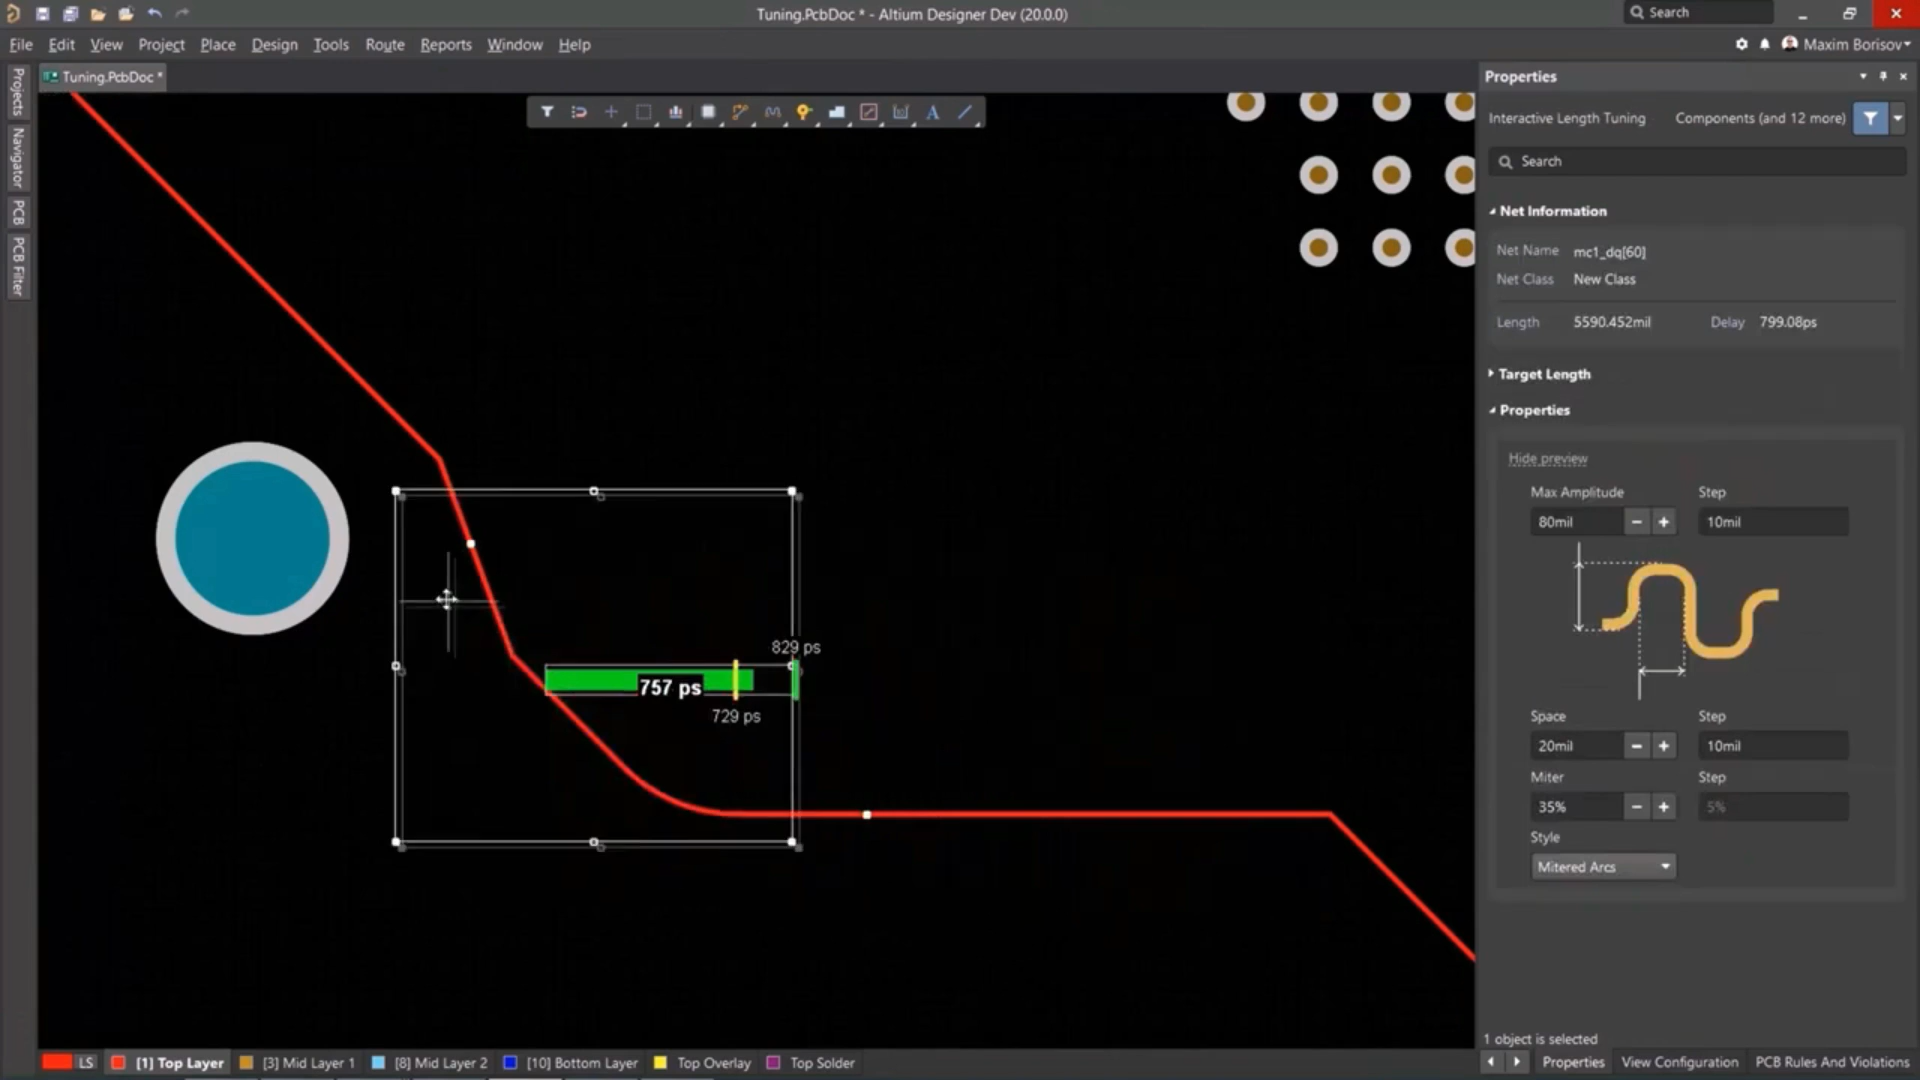 Tuning.PcbDoc * - Altium Designer Dev (20.0.0)
Search
File Edit View Project Place Design Tools Route Reports Window Help
Maxim Borisov
Tuning.PcbDoc *
Projects
Navigator
PCB
PCB Filter
A
829 ps
757 ps
729 ps
Properties
Interactive Length Tuning Components (and 12 more)
Search
Net Information
Net Name mc1_dq[60]
Net Class New Class
Length 5590.452mil Delay 799.08ps
Target Length
Properties
Hide preview
Max Amplitude Step
80mil 10mil
Space Step
20mil 10mil
Miter Step
35% 5%
Style
Mitered Arcs
1 object is selected
LS [1] Top Layer [3] Mid Layer 1 [8] Mid Layer 2 [10] Bottom Layer Top Overlay Top Solder
Properties View Configuration PCB Rules And Violations